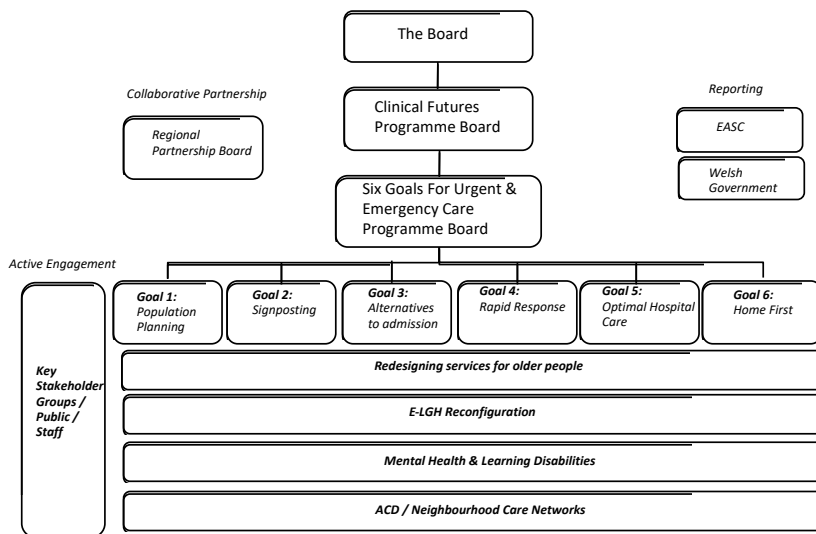 The Board
Collaborative Partnership
Reporting
Clinical Futures
Programme Board
Regional
Partnership Board
EASC
Welsh
Government
Six Goals For Urgent &
Emergency Care
Programme Board
Active Engagement
Goal 1:
Population
Planning
Goal 2:
Signposting
Goal 3:
Alternatives
to admission
Goal 4:
Rapid Response
Goal 5:
Optimal Hospital
Care
Goal 6:
Home First
Key
Stakeholder
Groups /
Public /
Staff
Redesigning services for older people
E-LGH Reconfiguration
Mental Health & Learning Disabilities
ACD / Neighbourhood Care Networks